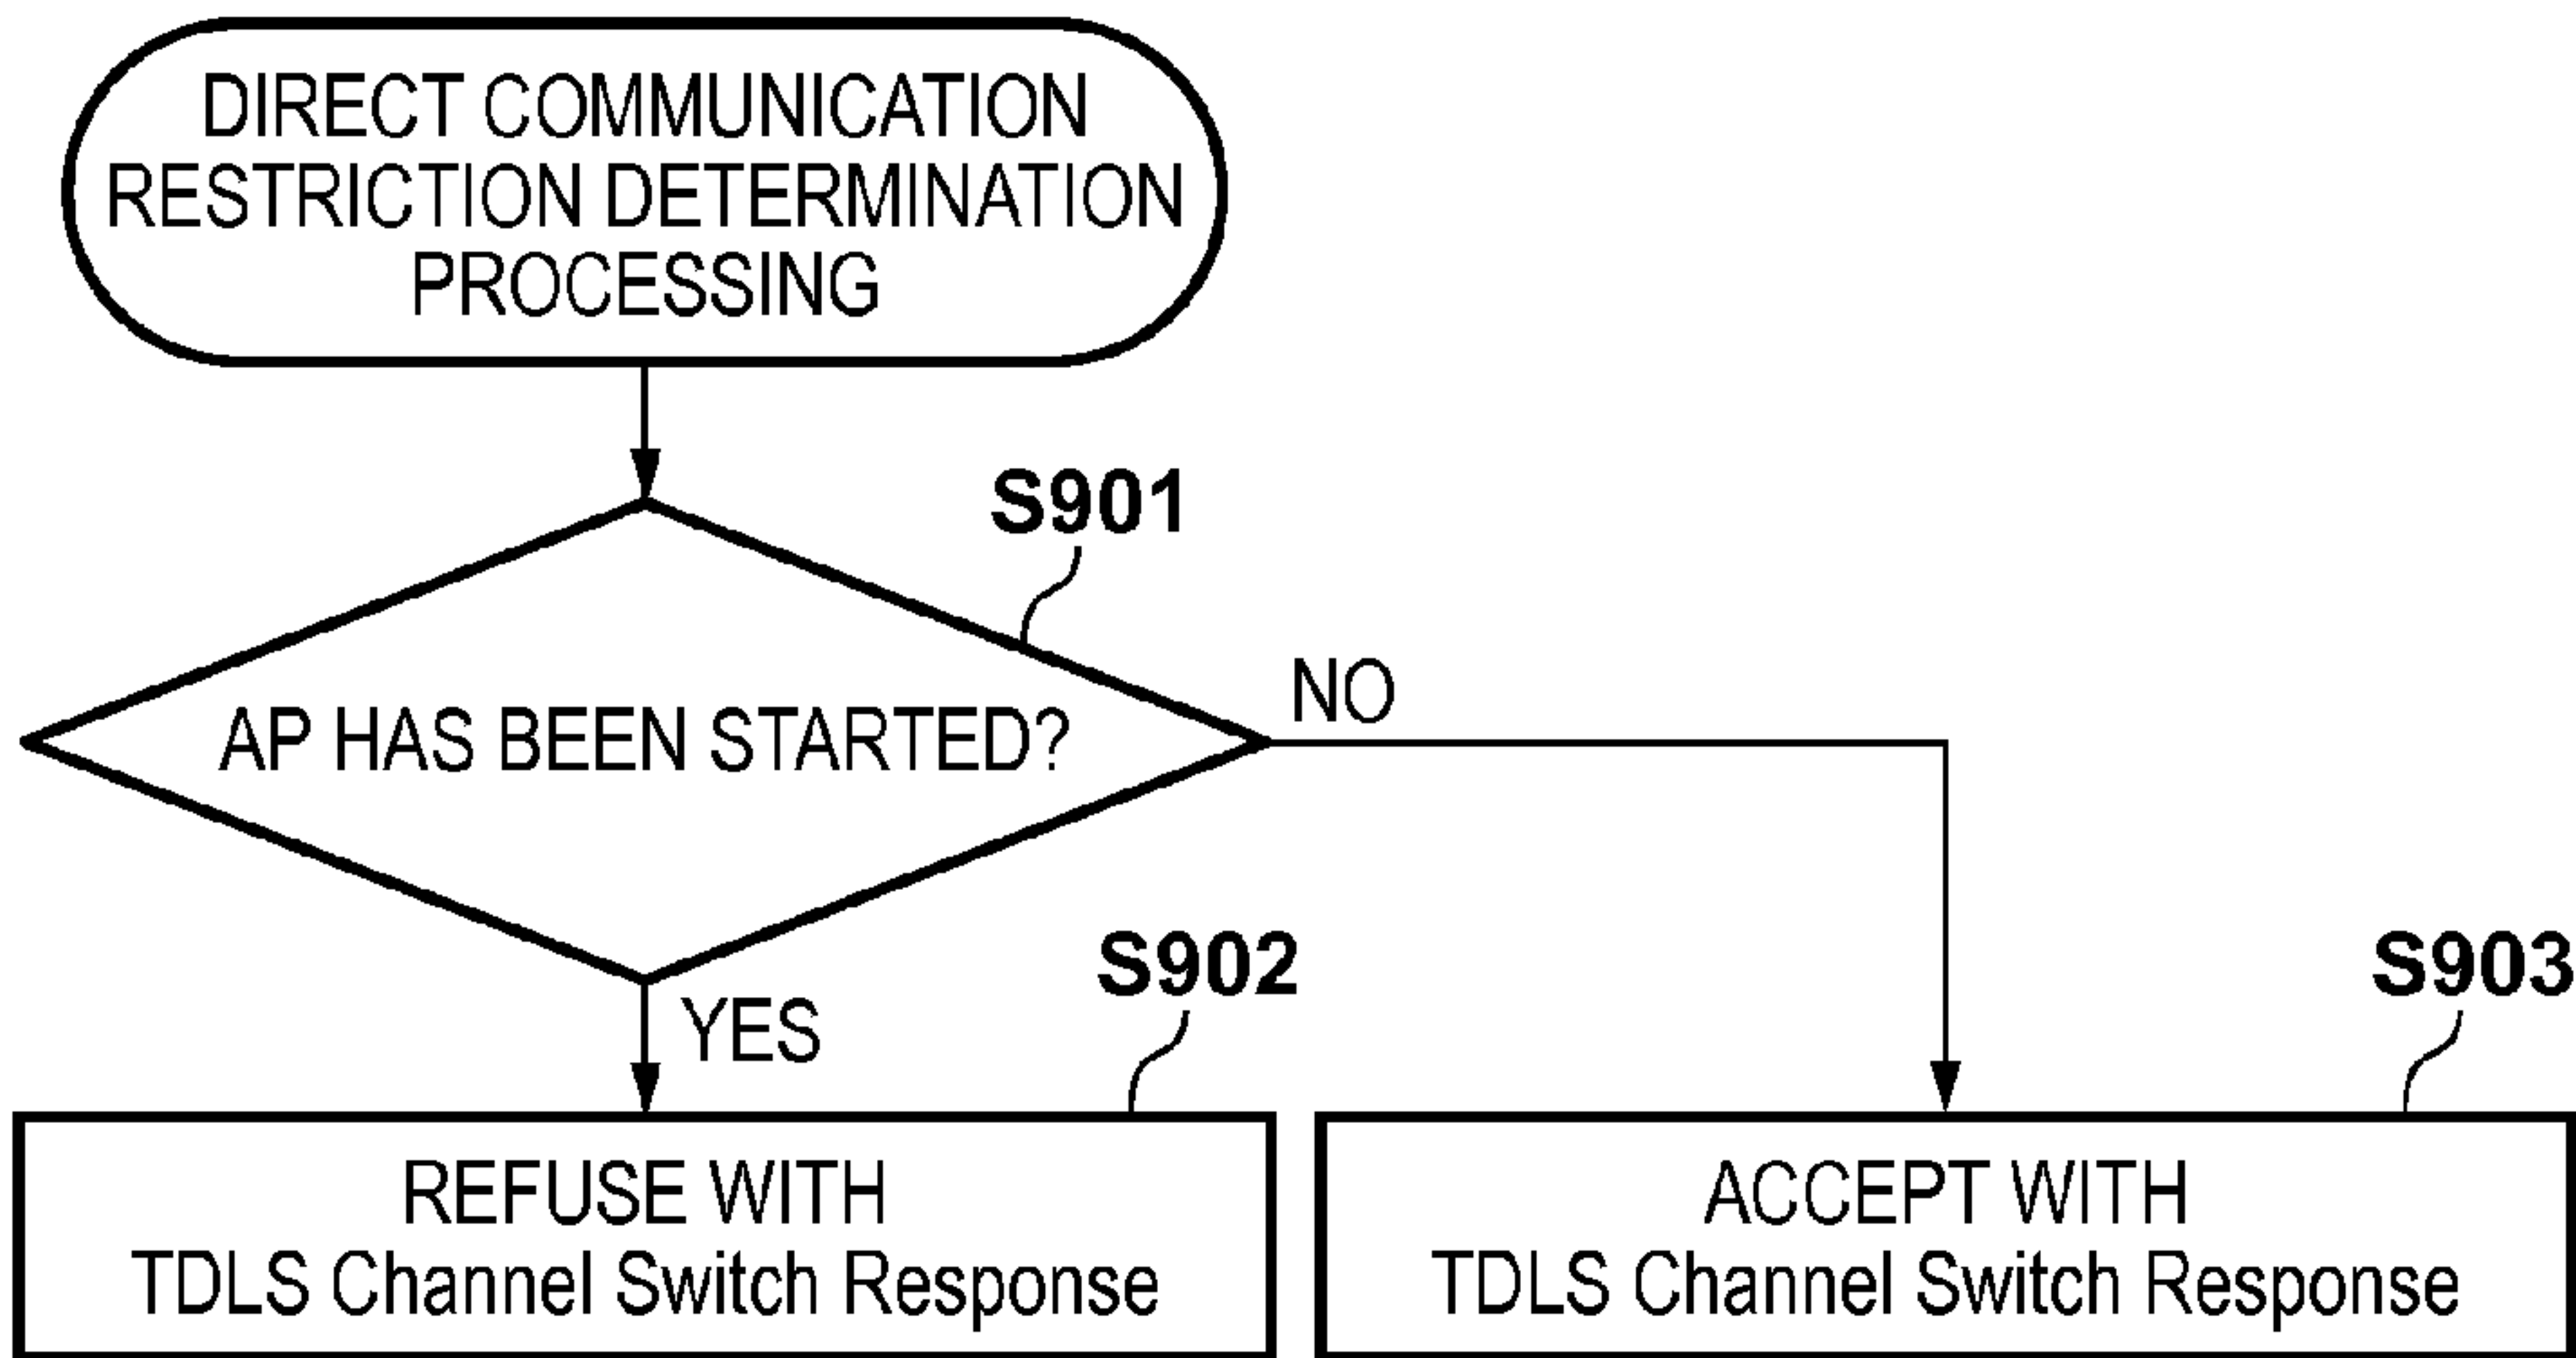 DIRECT COMMUNICATION
RESTRICTION DETERMINATION
PROCESSING
S901
AP HAS BEEN STARTED?
NO
YES
S902
S903
REFUSE WITH
TDLS Channel Switch Response
ACCEPT WITH
TDLS Channel Switch Response